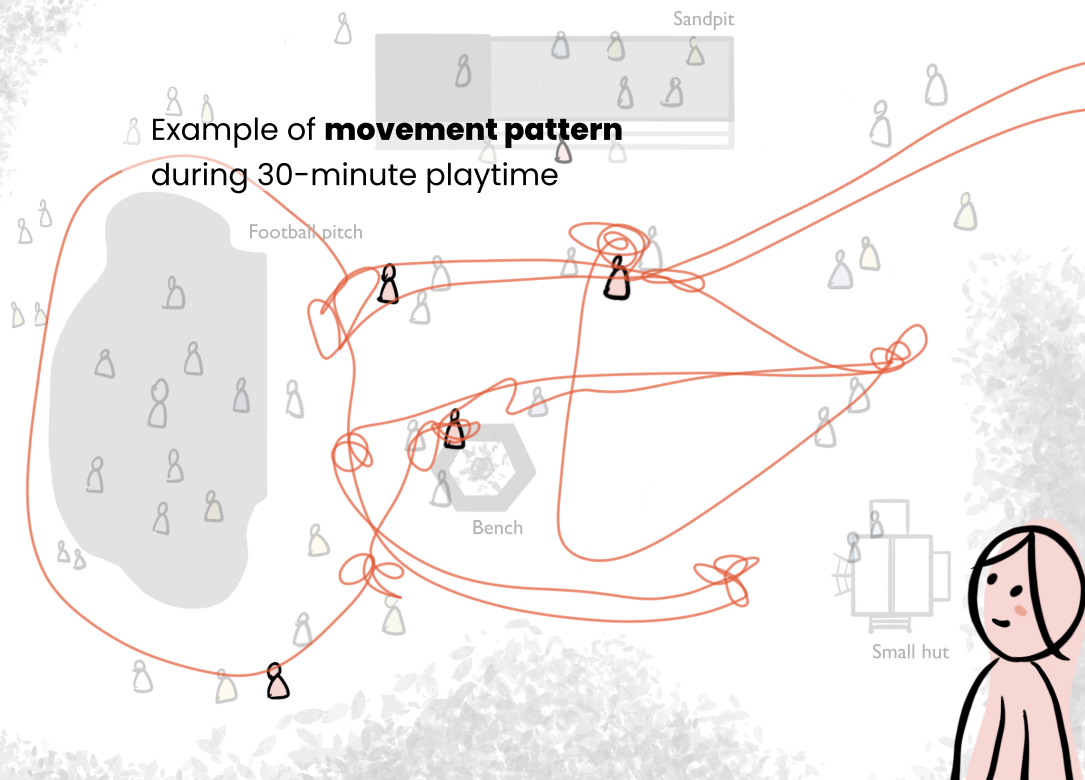 Sandpit
Example of movement pattern
during 30-minute playtime
Football pitch
Bench
Small hut